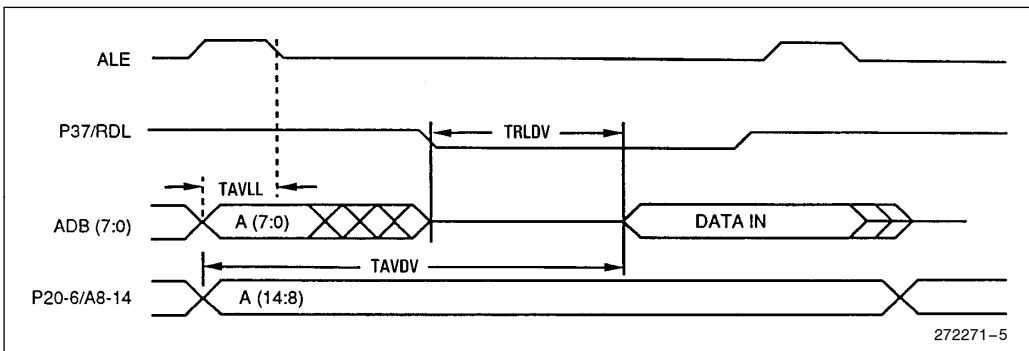 ALE
P37/RDL
TRLDV
TAVLL
ADB (7:0)
A (7:0)
DATA IN
TAVDV
P20-6/A8-14
A (14:8)
272271–5